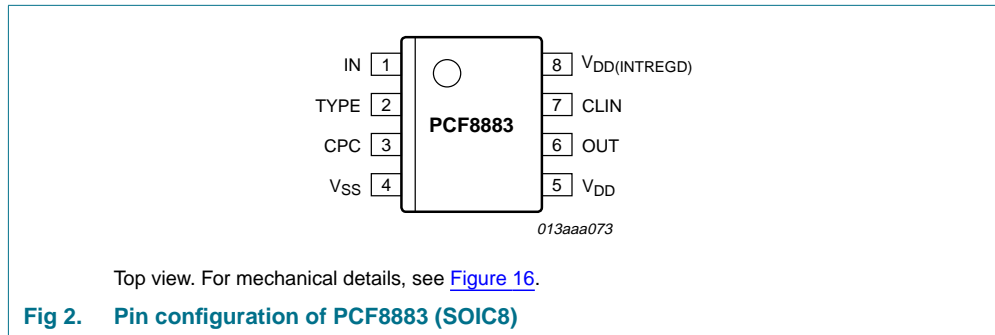 IN 1 8 VDD(INTREGD)
TYPE 2 7 CLIN
PCF8883
CPC 3 6 OUT
VSS 4 5 VDD
013aaa073
Top view. For mechanical details, see Figure 16.
Fig 2. Pin configuration of PCF8883 (SOIC8)